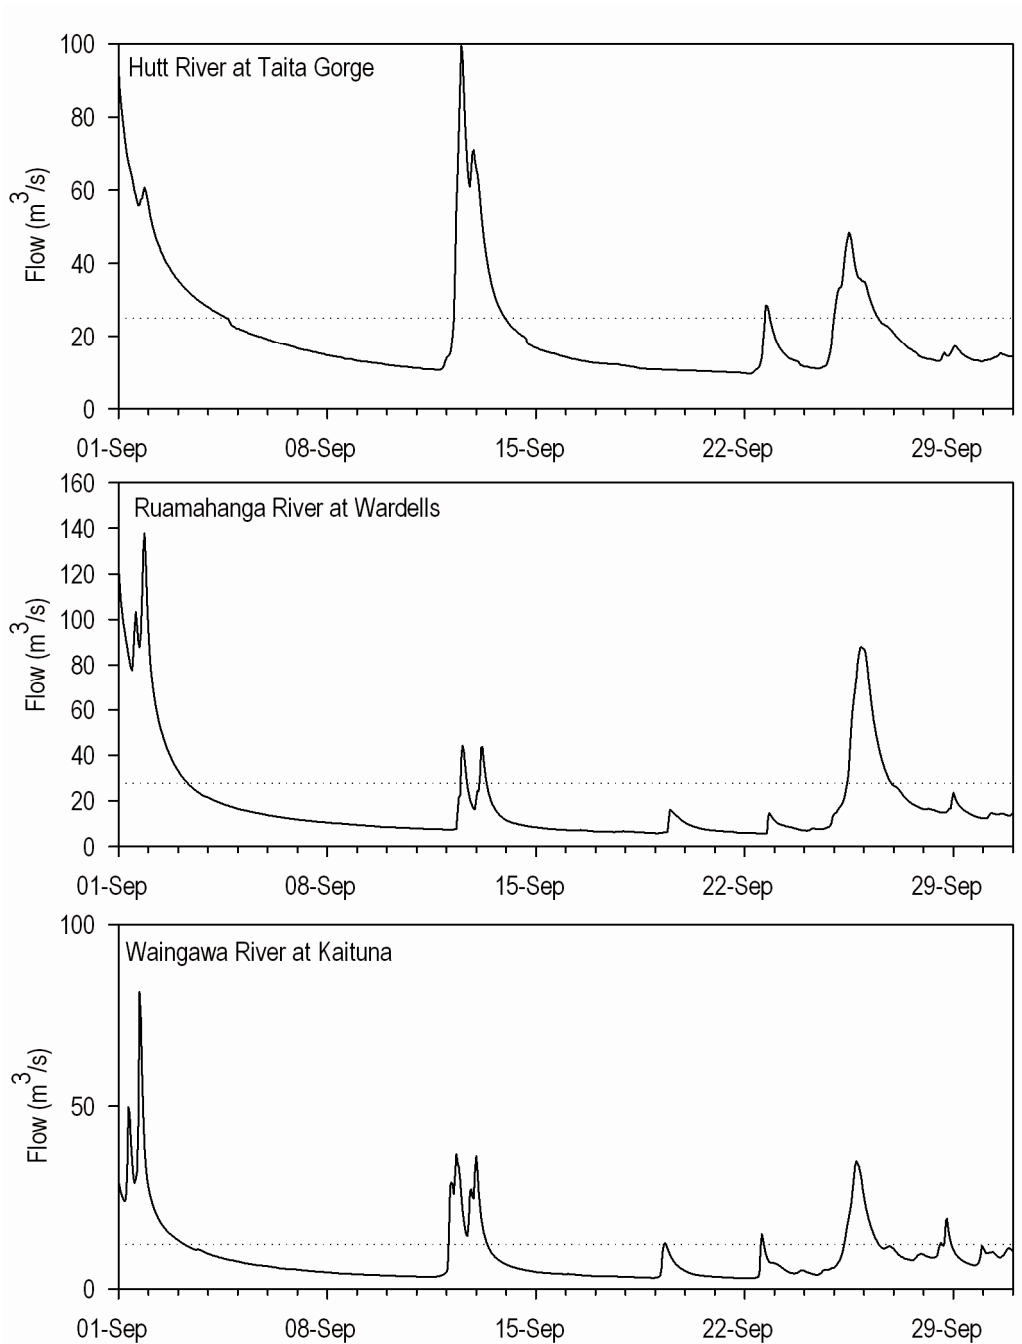 100
Hutt River at Taita Gorge
80
60
Flow (m³/s)
40
20
0
01-Sep 08-Sep 15-Sep 22-Sep 29-Sep
160
Ruamahanga River at Wardells
140
120
100
Flow (m³/s)
80
60
40
20
0
01-Sep 08-Sep 15-Sep 22-Sep 29-Sep
100
Waingawa River at Kaituna
Flow (m³/s)
50
0
01-Sep 08-Sep 15-Sep 22-Sep 29-Sep